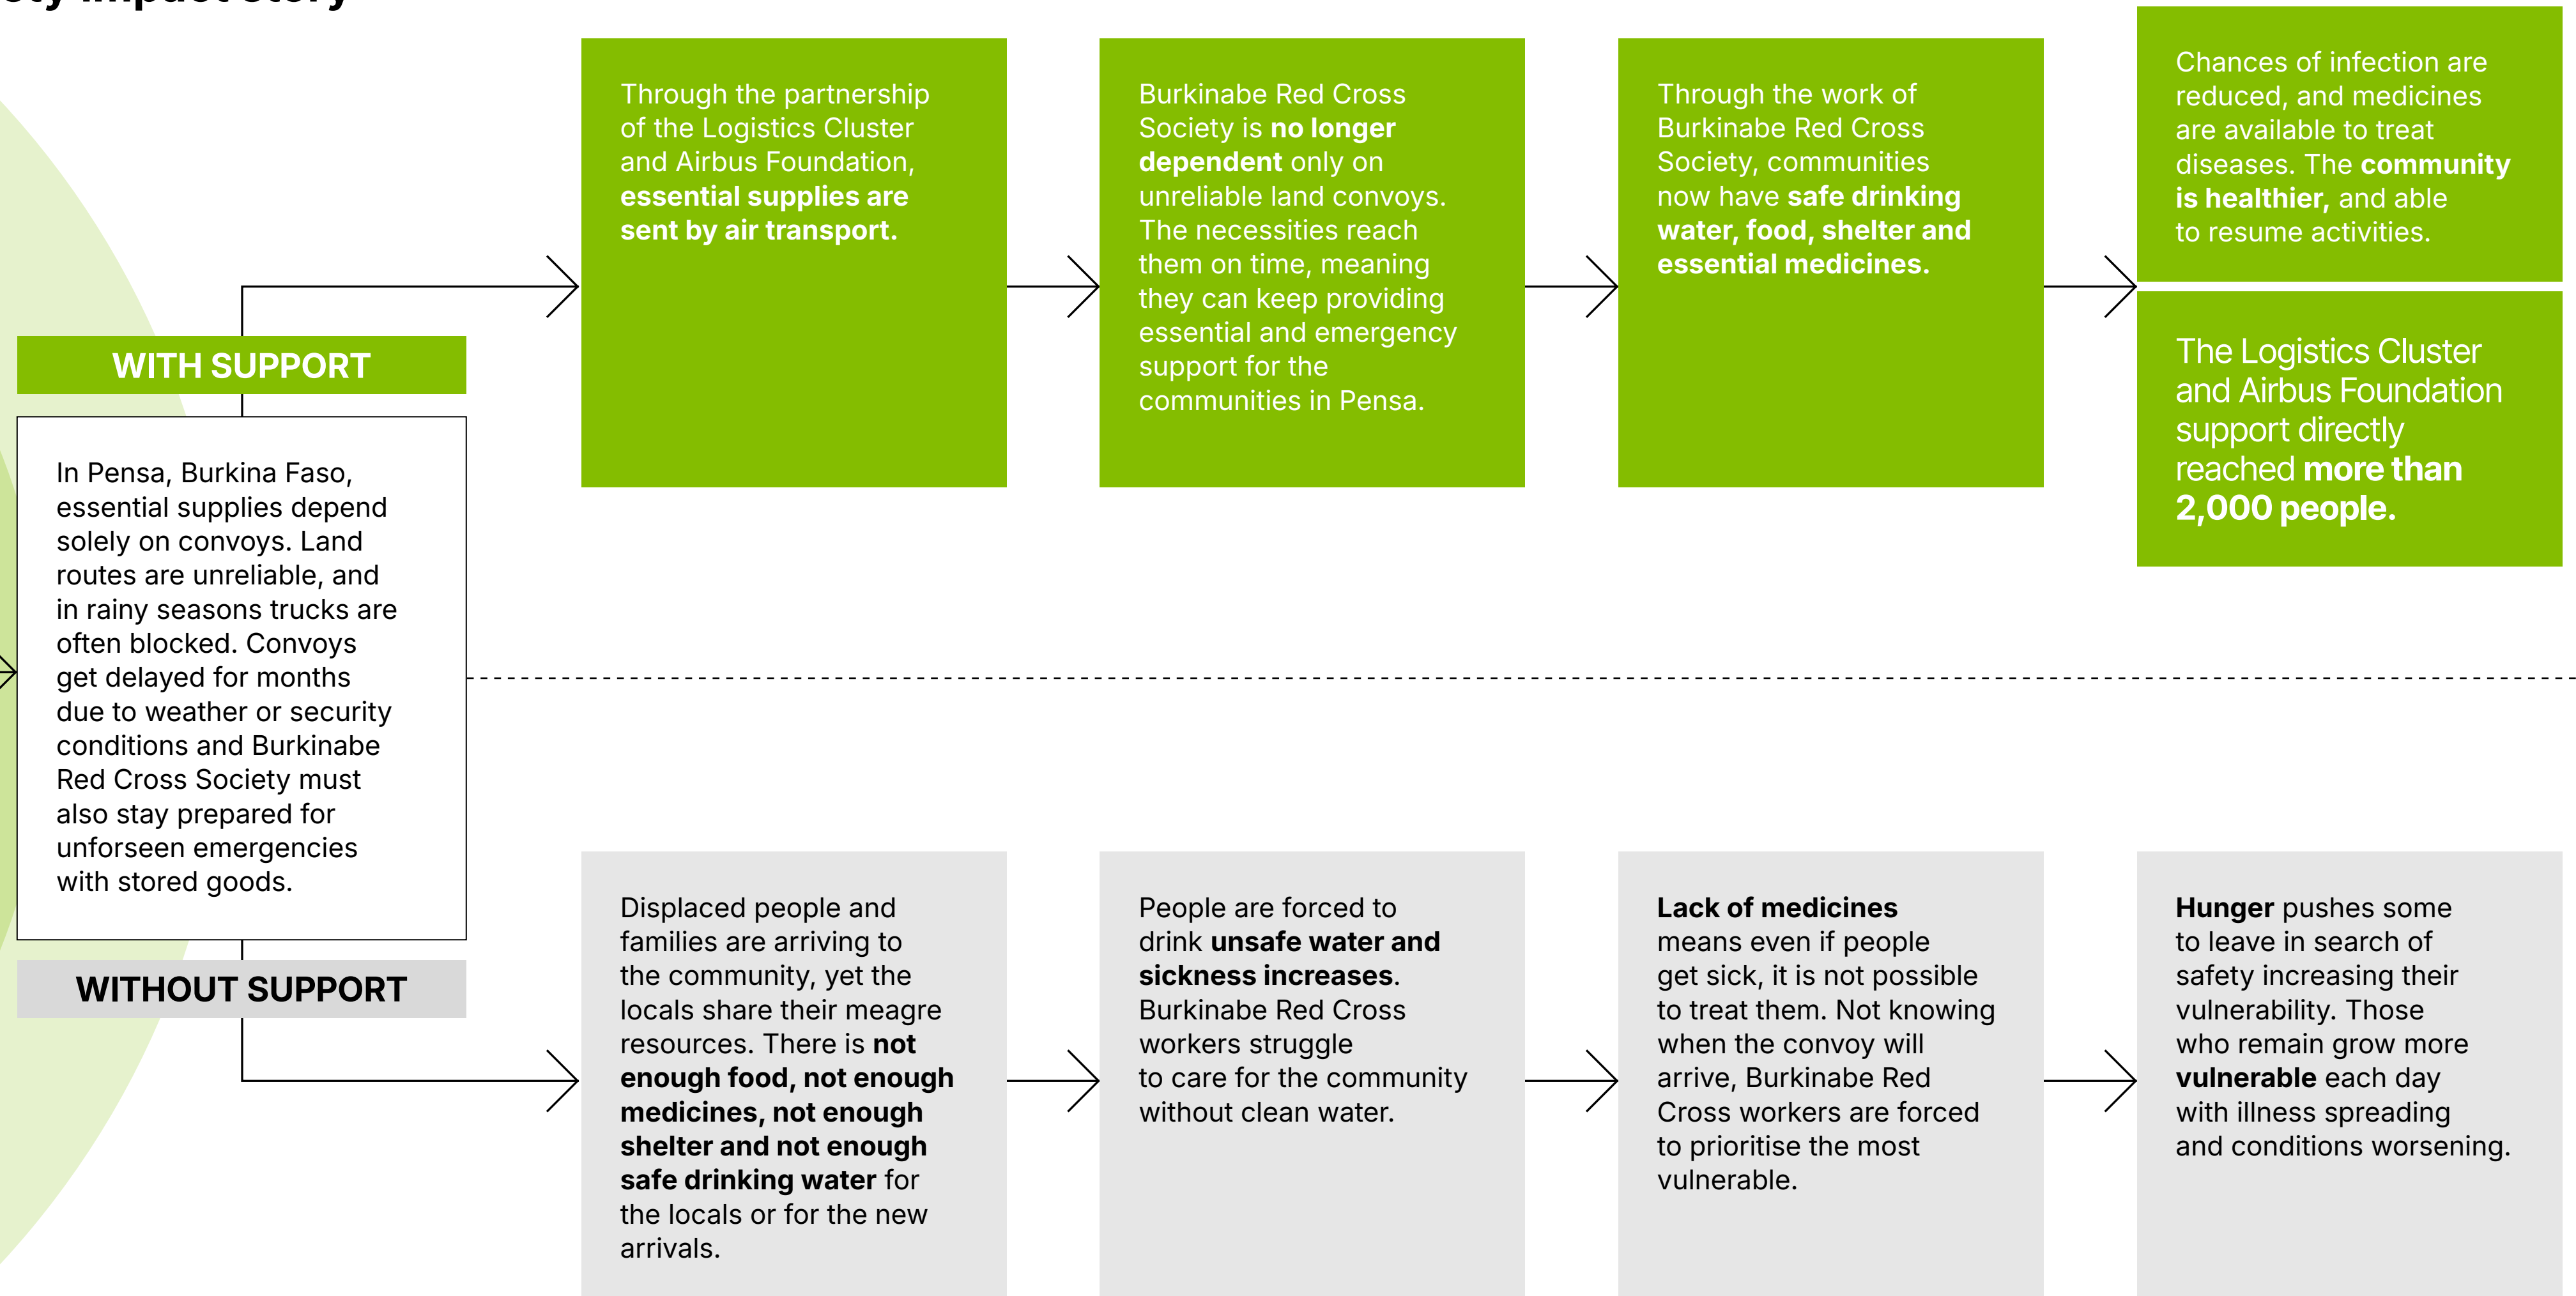 impact story
Through the partnership
of the Logistics Cluster
and Airbus Foundation,
essential supplies are
sent by air transport.
Burkinabe Red Cross
Society is no longer
dependent only on
unreliable land convoys.
The necessities reach
them on time, meaning
they can keep providing
essential and emergency
support for the
communities in Pensa.
Through the work of
Burkinabe Red Cross
Society, communities
now have safe drinking
water, food, shelter and
essential medicines.
Chances of infection are
reduced, and medicines
are available to treat
diseases. The community
is healthier, and able
to resume activities.
The Logistics Cluster
and Airbus Foundation
support directly
reached more than
2,000 people.
WITH SUPPORT
In Pensa, Burkina Faso,
essential supplies depend
solely on convoys. Land
routes are unreliable, and
in rainy seasons trucks are
often blocked. Convoys
get delayed for months
due to weather or security
conditions and Burkinabe
Red Cross Society must
also stay prepared for
unforseen emergencies
with stored goods.
WITHOUT SUPPORT
Displaced people and
families are arriving to
the community, yet the
locals share their meagre
resources. There is not
enough food, not enough
medicines, not enough
shelter and not enough
safe drinking water for
the locals or for the new
arrivals.
People are forced to
drink unsafe water and
sickness increases.
Burkinabe Red Cross
workers struggle
to care for the community
without clean water.
Lack of medicines
means even if people
get sick, it is not possible
to treat them. Not knowing
when the convoy will
arrive, Burkinabe Red
Cross workers are forced
to prioritise the most
vulnerable.
Hunger pushes some
to leave in search of
safety increasing their
vulnerability. Those
who remain grow more
vulnerable each day
with illness spreading
and conditions worsening.